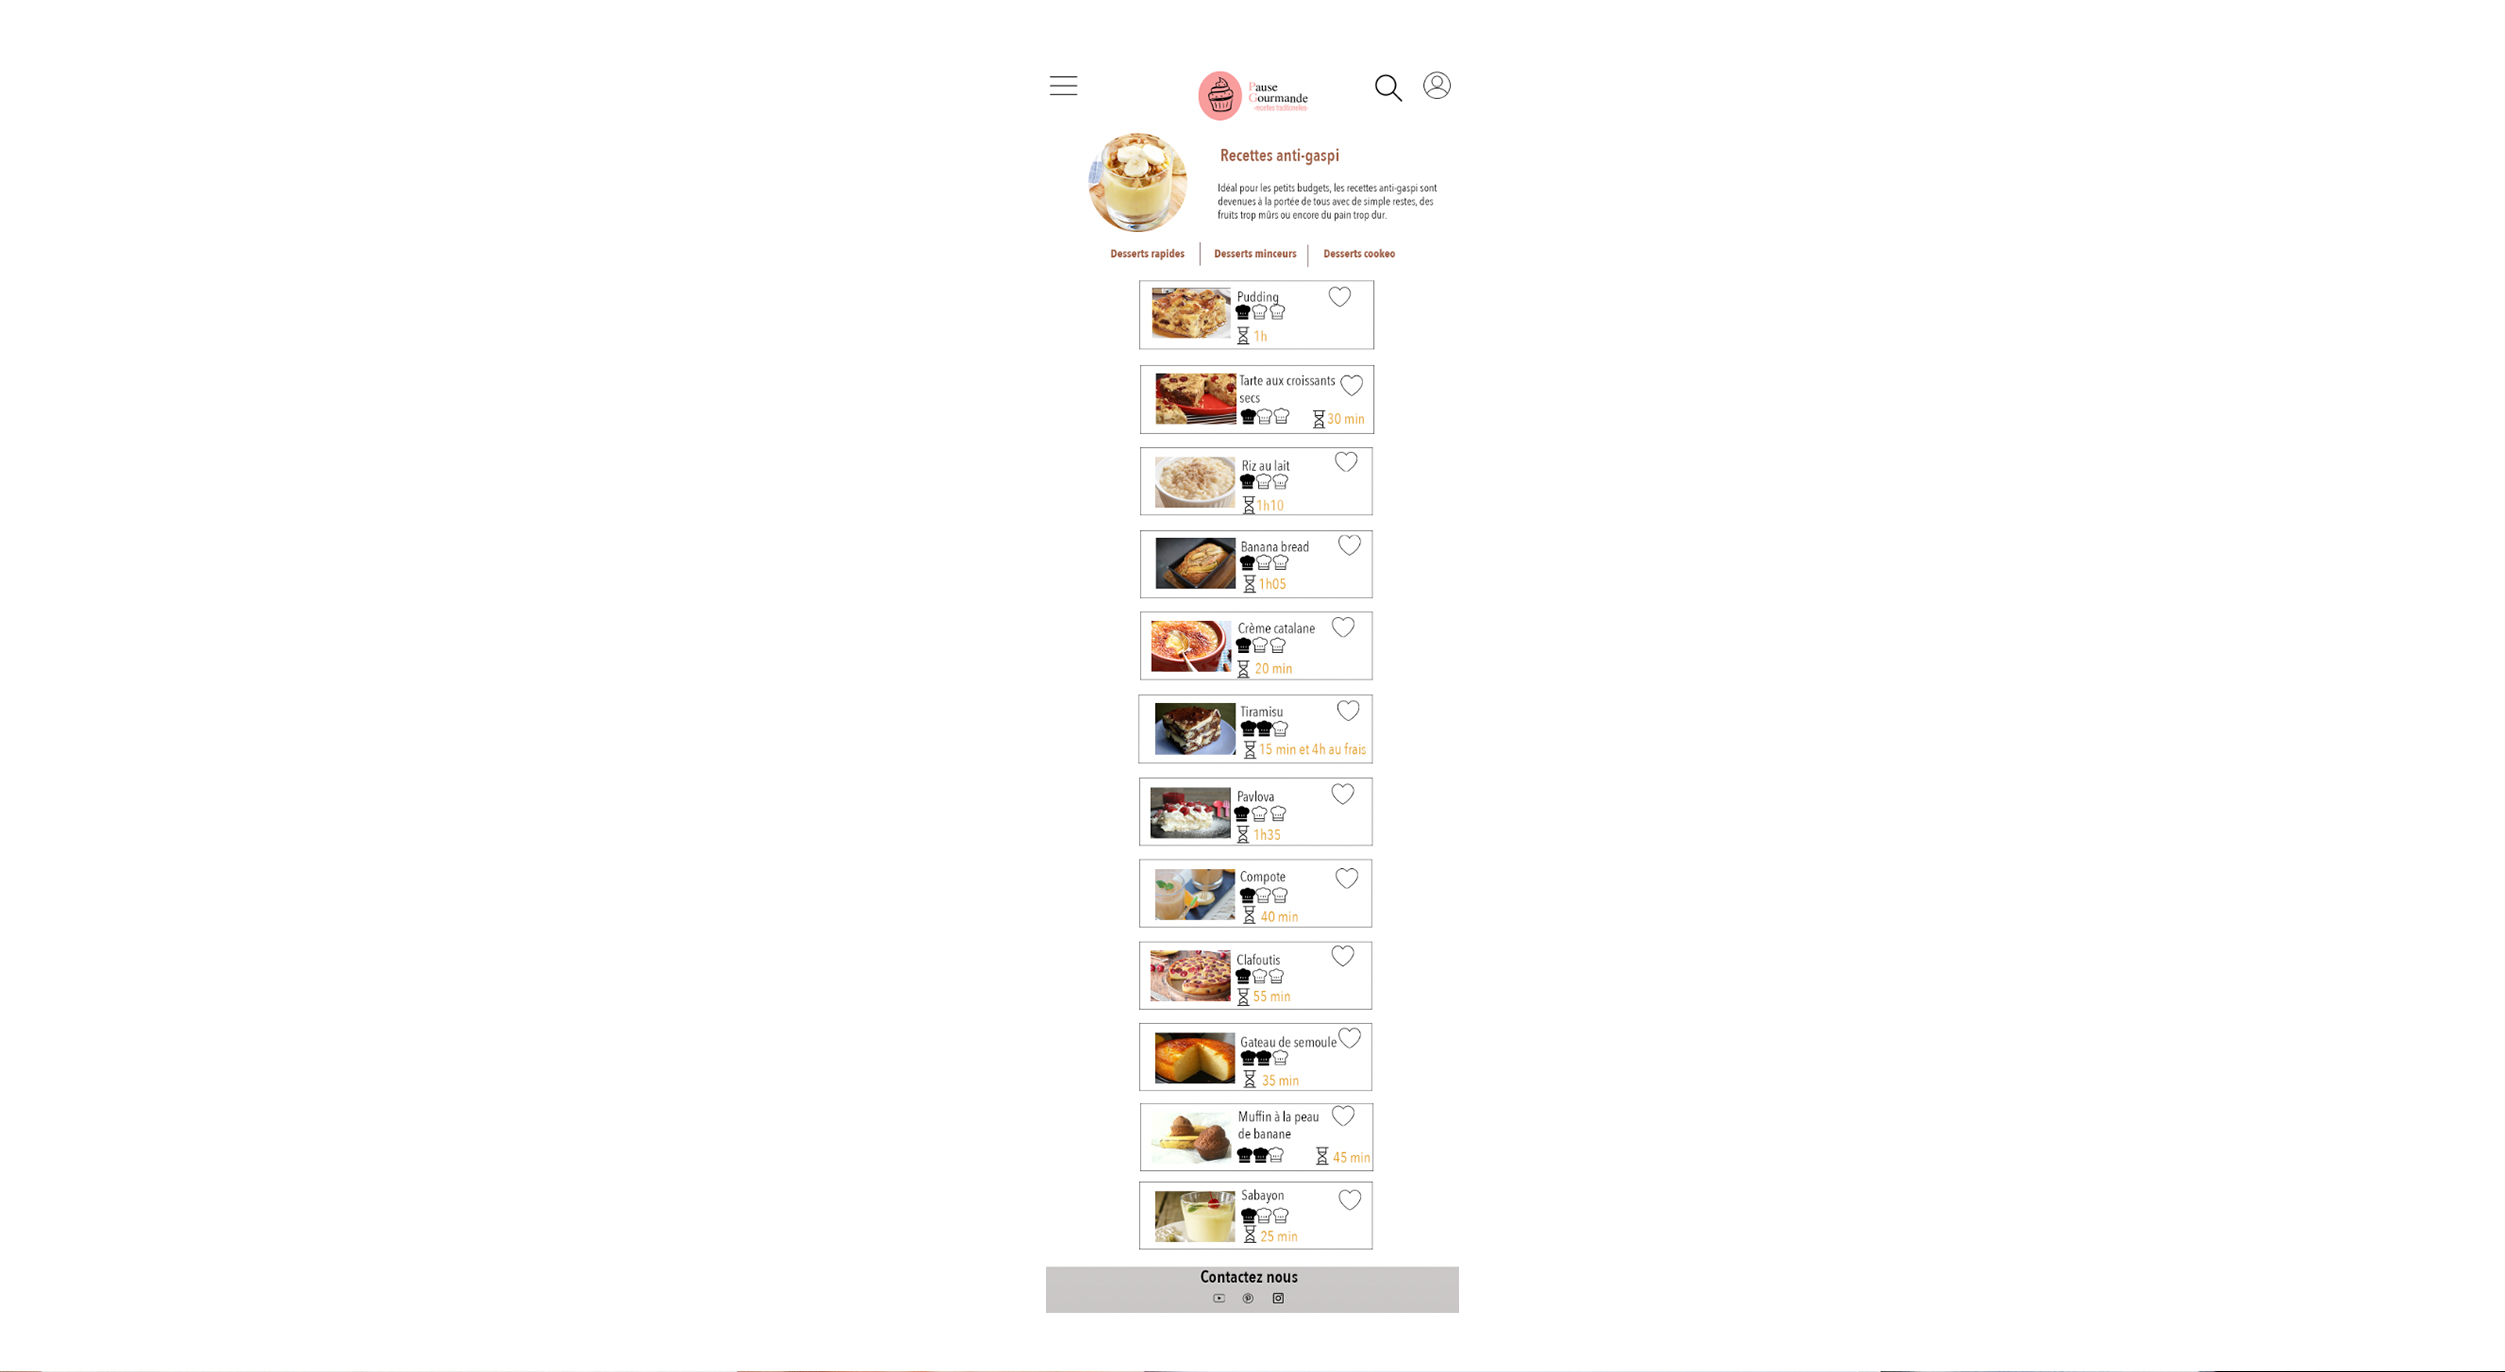 Pause
Gourmande
-recettes traditionelles-
Recettes anti-gaspi
Idéal pour les petits budgets, les recettes anti-gaspi sont
devenues à la portée de tous avec de simple restes, des
fruits trop mûrs ou encore du pain trop dur.
Desserts rapides
Desserts minceurs
Desserts cookeo
Pudding
1h
Tarte aux croissants
secs
30 min
Riz au lait
1h10
Banana bread
1h05
Crème catalane
20 min
Tiramisu
15 min et 4h au frais
Pavlova
1h35
Compote
40 min
Clafoutis
55 min
Gateau de semoule
35 min
Muffin à la peau
de banane
45 min
Sabayon
25 min
Contactez nous